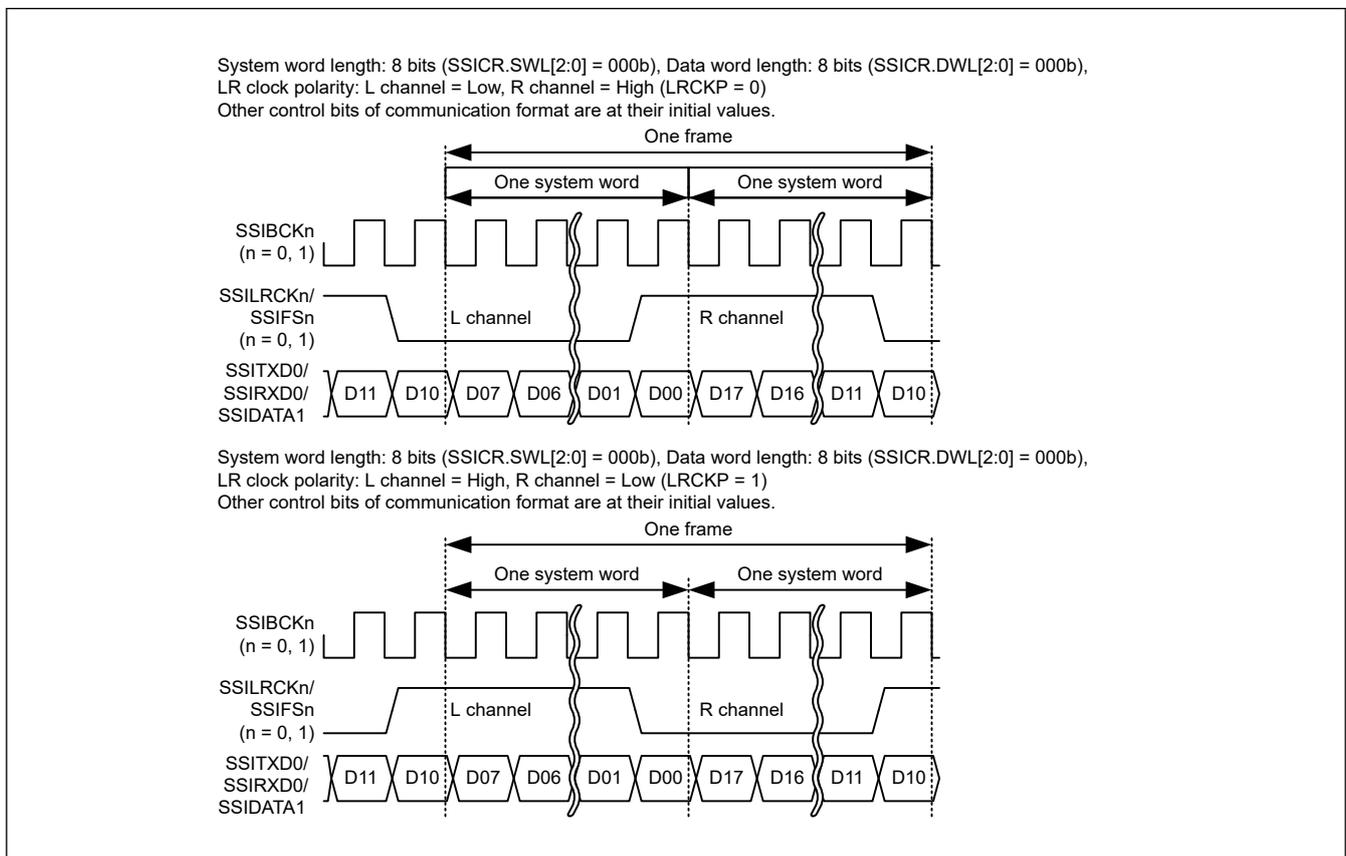 System word length: 8 bits (SSICR.SWL[2:0] = 000b), Data word length: 8 bits (SSICR.DWL[2:0] = 000b),
LR clock polarity: L channel = Low, R channel = High (LRCKP = 0)
Other control bits of communication format are at their initial values.
One frame
One system word One system word
SSIBCKn
(n = 0, 1)
SSILRCKn/
SSIFSn
(n = 0, 1)
L channel R channel
SSITXD0/
SSIRXD0/
SSIDATA1
D11 D10 D07 D06 D01 D00 D17 D16 D11 D10
System word length: 8 bits (SSICR.SWL[2:0] = 000b), Data word length: 8 bits (SSICR.DWL[2:0] = 000b),
LR clock polarity: L channel = High, R channel = Low (LRCKP = 1)
Other control bits of communication format are at their initial values.
One frame
One system word One system word
SSIBCKn
(n = 0, 1)
SSILRCKn/
SSIFSn
(n = 0, 1)
L channel R channel
SSITXD0/
SSIRXD0/
SSIDATA1
D11 D10 D07 D06 D01 D00 D17 D16 D11 D10